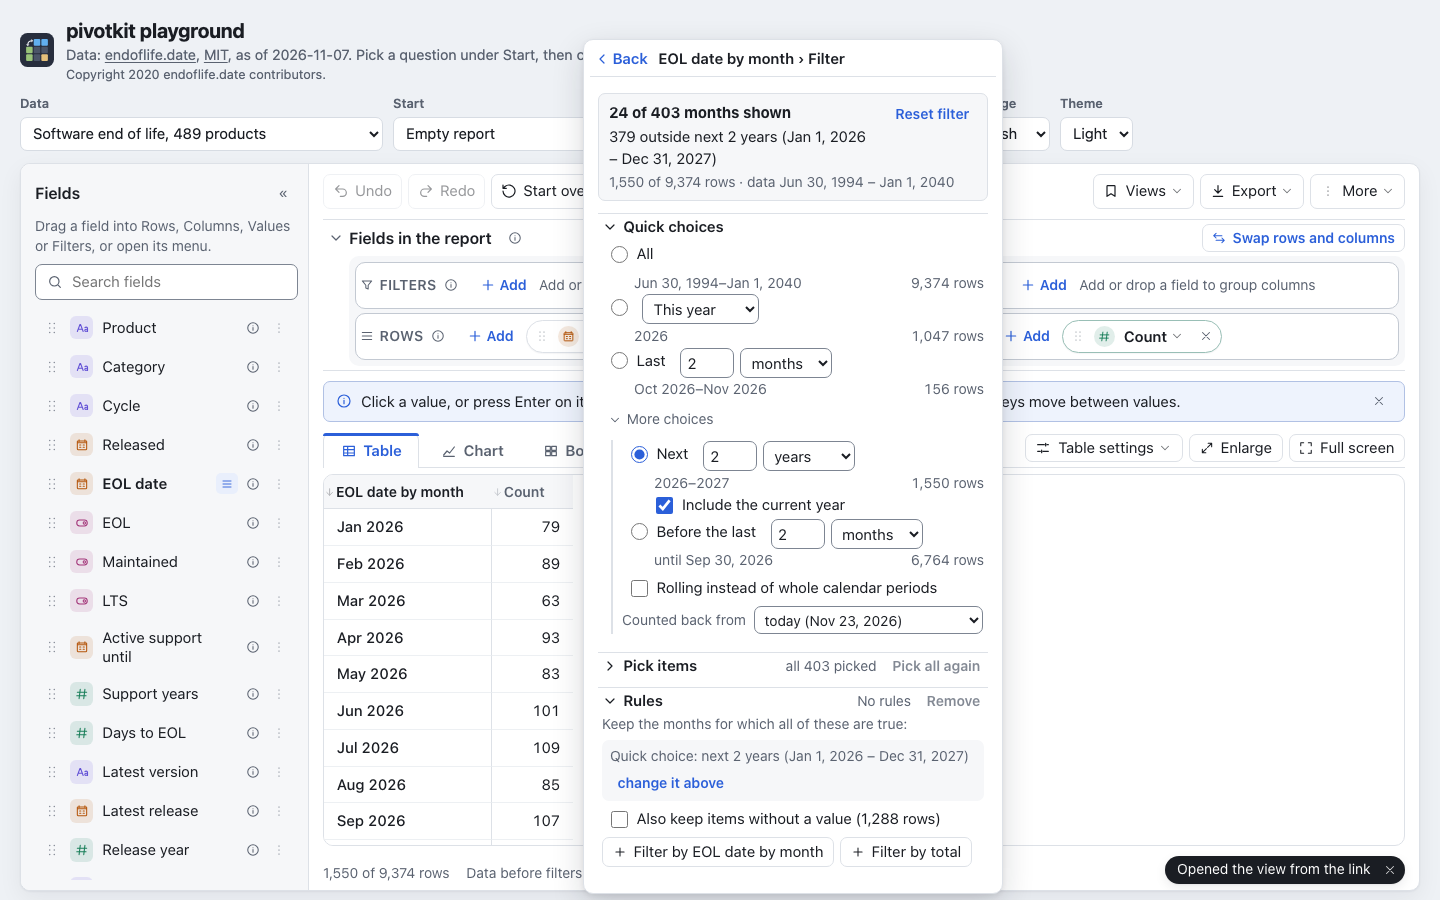 pivotkit playground
Data: endoflife.date, MIT, as of 2026-11-07. Pick a question under Start, then c
Copyright 2020 endoflife.date contributors.
Data
Start
ge
Theme
Software end of life, 489 products
Empty report
sh
Light
Fields
«
Drag a field into Rows, Columns, Values
or Filters, or open its menu.
Search fields
Product
Category
Cycle
Released
EOL date
EOL
Maintained
LTS
Active support
until
Support years
Days to EOL
Latest version
Latest release
Release year
Undo
Redo
Start ove
Views
Export
More
Fields in the report
Swap rows and columns
FILTERS
Add
Add or
Add
Add or drop a field to group columns
ROWS
Add
Add
Count
Click a value, or press Enter on it
eys move between values.
Table
Chart
Bo
Table settings
Enlarge
Full screen
EOL date by month
Count
Jan 2026 79
Feb 2026 89
Mar 2026 63
Apr 2026 93
May 2026 83
Jun 2026 101
Jul 2026 109
Aug 2026 85
Sep 2026 107
1,550 of 9,374 rows
Data before filters
Back
EOL date by month › Filter
24 of 403 months shown
Reset filter
379 outside next 2 years (Jan 1, 2026
– Dec 31, 2027)
1,550 of 9,374 rows · data Jun 30, 1994 – Jan 1, 2040
Quick choices
All
Jun 30, 1994–Jan 1, 2040 9,374 rows
This year
2026 1,047 rows
Last 2 months
Oct 2026–Nov 2026 156 rows
More choices
Next 2 years
2026–2027 1,550 rows
Include the current year
Before the last 2 months
until Sep 30, 2026 6,764 rows
Rolling instead of whole calendar periods
Counted back from today (Nov 23, 2026)
Pick items all 403 picked Pick all again
Rules No rules Remove
Keep the months for which all of these are true:
Quick choice: next 2 years (Jan 1, 2026 – Dec 31, 2027)
change it above
Also keep items without a value (1,288 rows)
Filter by EOL date by month
Filter by total
Opened the view from the link